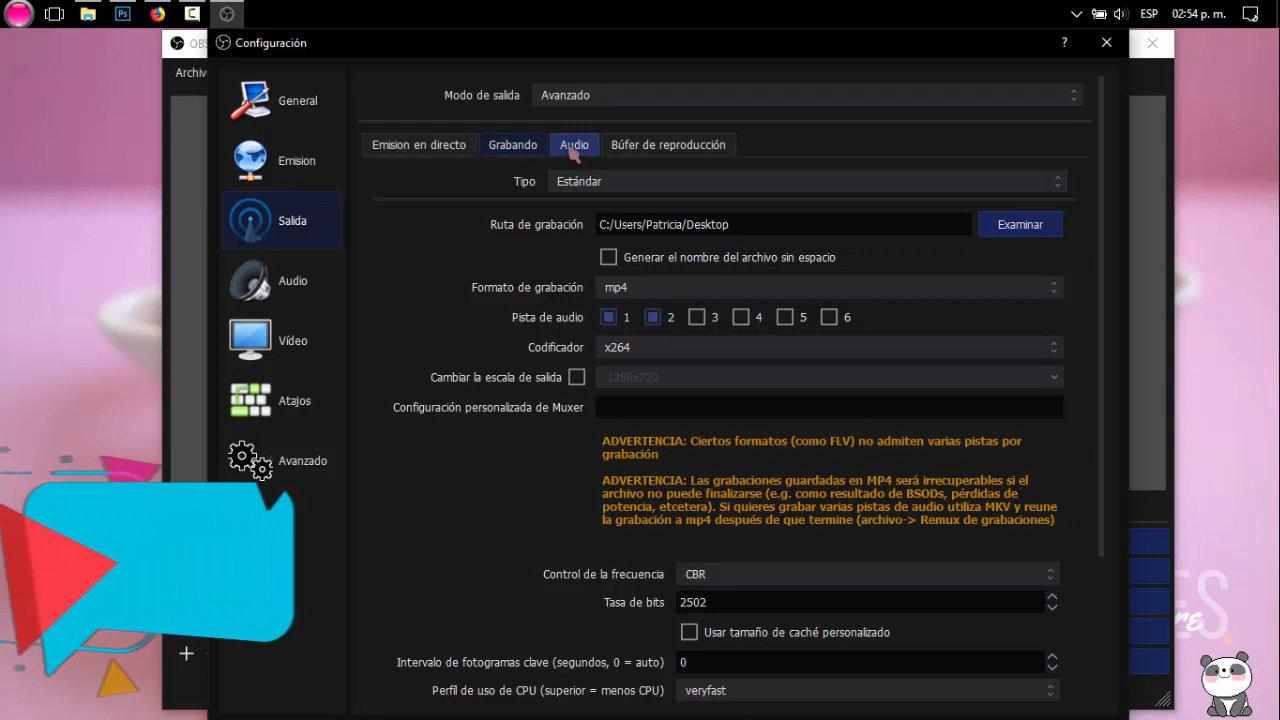 Ps
ESP
02:54 p. m.
OBS
Configuración
?
Archiv
General
Emision
Salida
Audio
Vídeo
Atajos
Avanzado
Modo de salida
Avanzado
Emision en directo
Grabando
Audio
Búfer de reproducción
Tipo
Estándar
Ruta de grabación
C:/Users/Patricia/Desktop
Examinar
Generar el nombre del archivo sin espacio
Formato de grabación
mp4
Pista de audio
1 2 3 4 5 6
Codificador
x264
Cambiar la escala de salida
1280x720
Configuración personalizada de Muxer
ADVERTENCIA: Ciertos formatos (como FLV) no admiten varias pistas por
grabación
ADVERTENCIA: Las grabaciones guardadas en MP4 será irrecuperables si el
archivo no puede finalizarse (e.g. como resultado de BSODs, pérdidas de
potencia, etcetera). Si quieres grabar varias pistas de audio utiliza MKV y reune
la grabación a mp4 después de que termine (archivo-> Remux de grabaciones)
Control de la frecuencia
CBR
Tasa de bits
2502
Usar tamaño de caché personalizado
Intervalo de fotogramas clave (segundos, 0 = auto)
0
Perfil de uso de CPU (superior = menos CPU)
veryfast